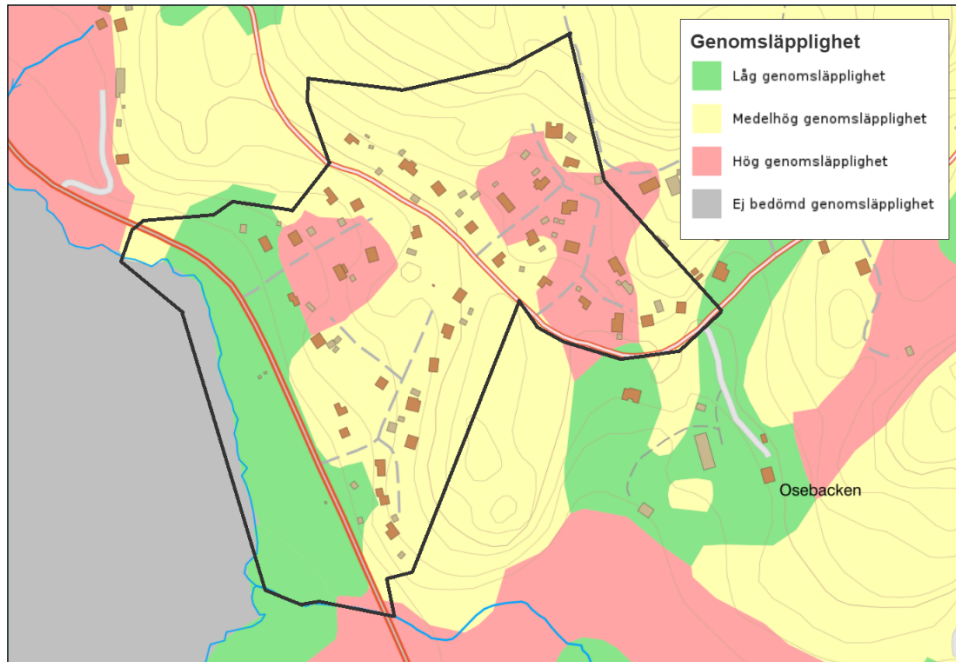 Genomsläpplighet
Låg genomsläpplighet
Medelhög genomsläpplighet
Hög genomsläpplighet
Ej bedömd genomsläpplighet
Osebacken